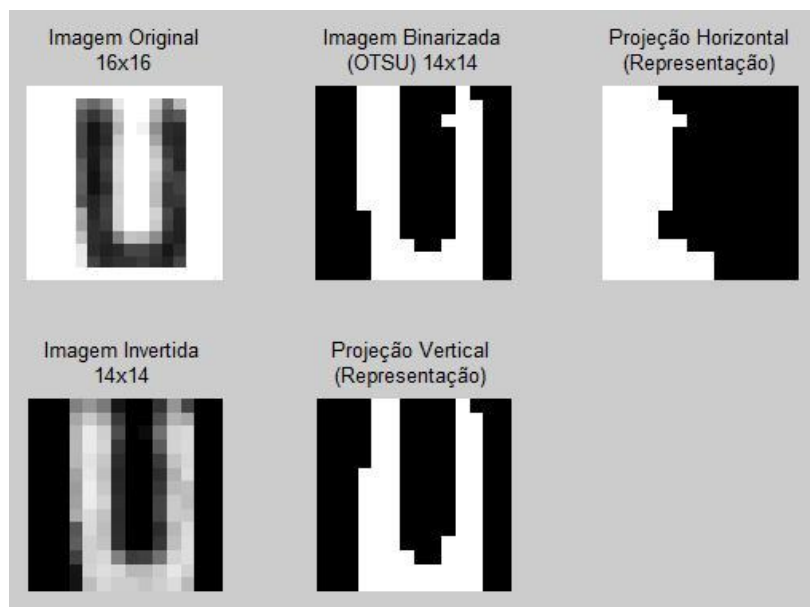 Imagem Original
16x16
Imagem Binarizada
(OTSU) 14x14
Projeção Horizontal
(Representação)
Imagem Invertida
14x14
Projeção Vertical
(Representação)